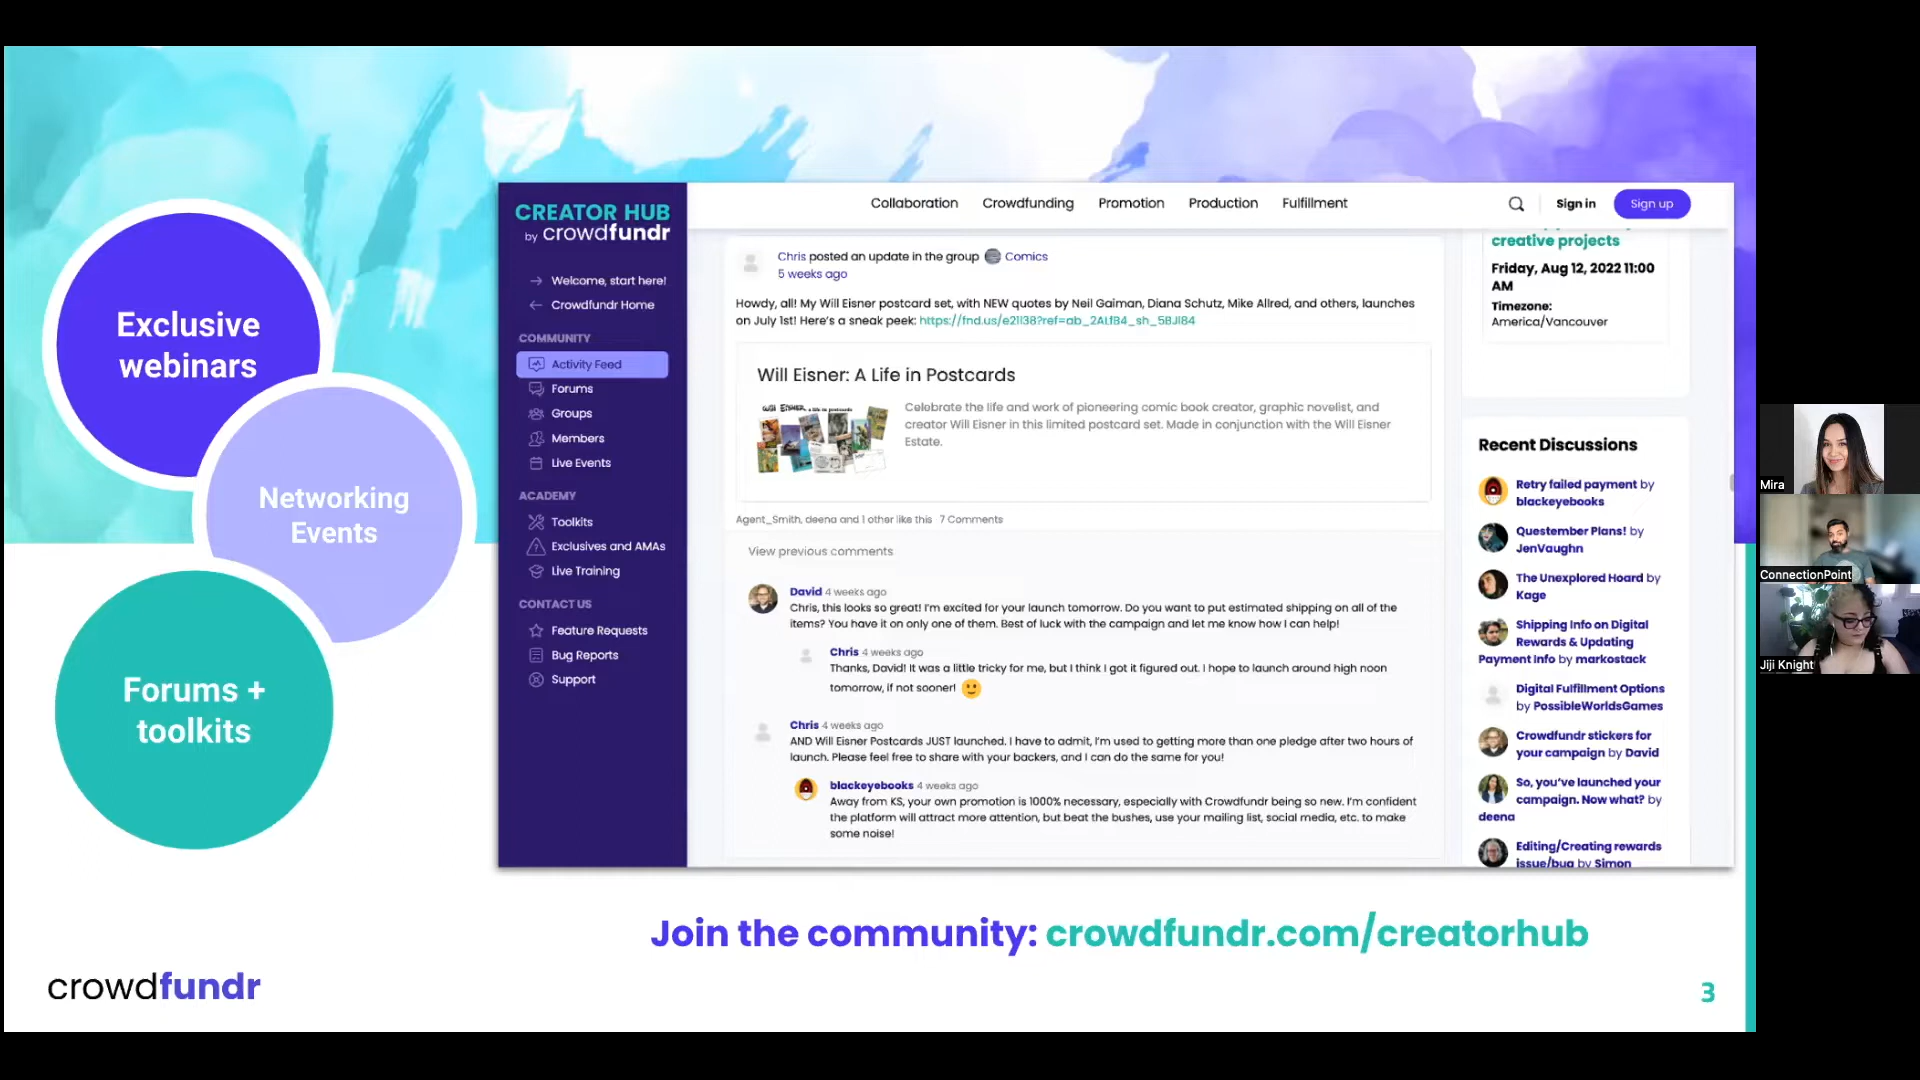 Exclusive
webinars
Networking
Events
Forums +
toolkits
CREATOR HUB
by crowdfundr
Welcome, start here!
Crowdfundr Home
COMMUNITY
Activity Feed
Forums
Groups
Members
Live Events
ACADEMY
Toolkits
Exclusives and AMAs
Live Training
CONTACT US
Feature Requests
Bug Reports
Support
Collaboration Crowdfunding Promotion Production Fulfillment
Sign in Sign up
Chris posted an update in the group Comics
5 weeks ago
Howdy, all! My Will Eisner postcard set, with NEW quotes by Neil Gaiman, Diana Schutz, Mike Allred, and others, launches
on July 1st! Here's a sneak peek:
Will Eisner: A Life in Postcards
Celebrate the life and work of pioneering comic book creator, graphic novelist, and
creator Will Eisner in this limited postcard set. Made in conjunction with the Will Eisner
Estate.
Agent_Smith, deena and 1 other like this 7 Comments
View previous comments
David 4 weeks ago
Chris, this looks so great! I'm excited for your launch tomorrow. Do you want to put estimated shipping on all of the
items? You have it on only one of them. Best of luck with the campaign and let me know how I can help!
Chris 4 weeks ago
Thanks, David! It was a little tricky for me, but I think I got it figured out. I hope to launch around high noon
tomorrow, if not sooner!
Chris 4 weeks ago
AND Will Eisner Postcards JUST launched. I have to admit, I'm used to getting more than one pledge after two hours of
launch. Please feel free to share with your backers, and I can do the same for you!
blackeyebooks 4 weeks ago
Away from KS, your own promotion is 1000% necessary, especially with Crowdfundr being so new. I'm confident
the platform will attract more attention, but beat the bushes, use your mailing list, social media, etc. to make
some noise!
creative projects
Friday, Aug 12, 2022 11:00
AM
Timezone:
America/Vancouver
Recent Discussions
Retry failed payment by
blackeyebooks
Questember Plans! by
JenVaughn
The Unexplored Hoard by
Kage
Shipping Info on Digital
Rewards & Updating
Payment Info by markostack
Digital Fulfillment Options
by PossibleWorldsGames
Crowdfundr stickers for
your campaign by David
So, you've launched your
campaign. Now what? by
deena
Editing/Creating rewards
issue/bug by Simon
Join the community: crowdfundr.com/creatorhub
crowdfundr
3
Mira
ConnectionPoint
Jiji Knight